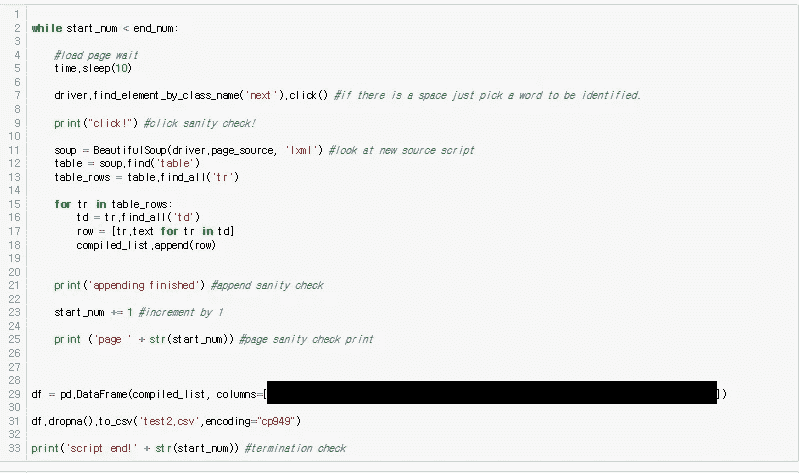 1
2 while start_num < end_num:
3
4 #load page wait
5 time.sleep(10)
6
7 driver.find_element_by_class_name('next').click() #if there is a space just pick a word to be identified.
8
9 print("click!") #click sanity check!
10
11 soup = BeautifulSoup(driver.page_source, 'lxml') #look at new source script
12 table = soup.find('table')
13 table_rows = table.find_all('tr')
14
15 for tr in table_rows:
16 td = tr.find_all('td')
17 row = [tr.text for tr in td]
18 compiled_list.append(row)
19
20
21 print('appending finished') #append sanity check
22
23 start_num += 1 #increment by 1
24
25 print ('page ' + str(start_num)) #page sanity check print
26
27
28
29 df = pd.DataFrame(compiled_list, columns=[ ])
30
31 df.dropna().to_csv('test2.csv',encoding="cp949")
32
33 print('script end!' + str(start_num)) #termination check